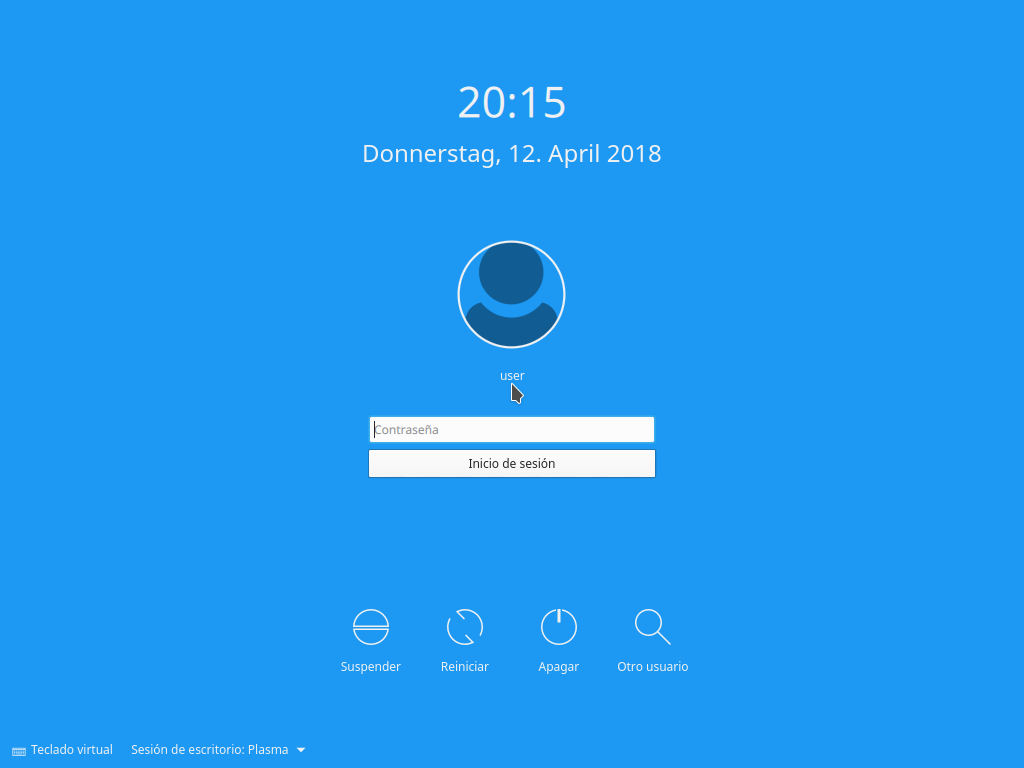 20:15
Donnerstag, 12. April 2018
user
Contraseña
Inicio de sesión
Suspender Reiniciar Apagar Otro usuario
Teclado virtual Sesión de escritorio: Plasma